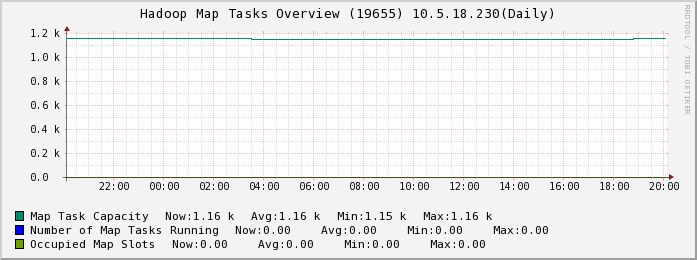 Hadoop Map Tasks Overview (19655) 10.5.18.230(Daily)
RRDTOOL / TOBI OETIKER
1.2 k
1.0 k
0.8 k
0.6 k
0.4 k
0.2 k
0.0
22:00 00:00 02:00 04:00 06:00 08:00 10:00 12:00 14:00 16:00 18:00 20:00
Map Task Capacity Now:1.16 k Avg:1.16 k Min:1.15 k Max:1.16 k
Number of Map Tasks Running Now:0.00 Avg:0.00 Min:0.00 Max:0.00
Occupied Map Slots Now:0.00 Avg:0.00 Min:0.00 Max:0.00